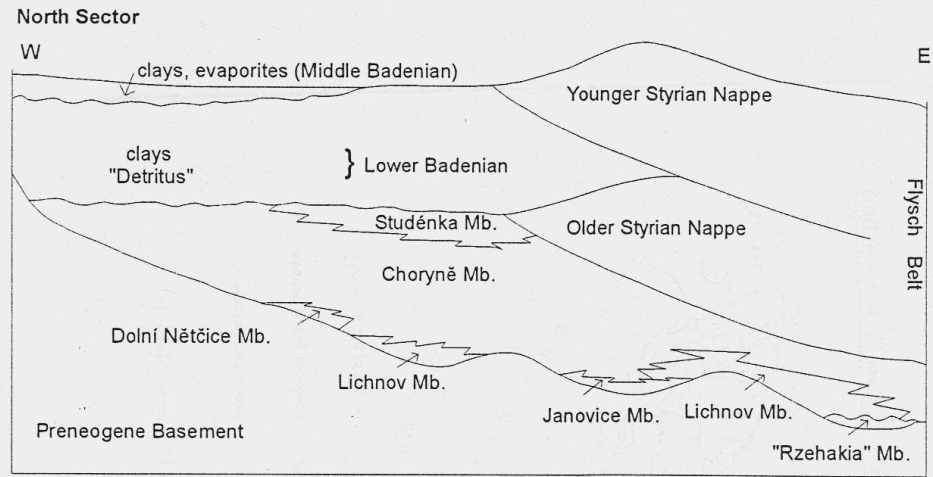 North Sector
W
E
clays, evaporites (Middle Badenian)
Younger Styrian Nappe
clays
"Detritus"
} Lower Badenian
Flysch Belt
Studénka Mb.
Older Styrian Nappe
Choryně Mb.
Dolní Nětčice Mb.
Lichnov Mb.
Janovice Mb.
Lichnov Mb.
Preneogene Basement
"Rzehakia" Mb.